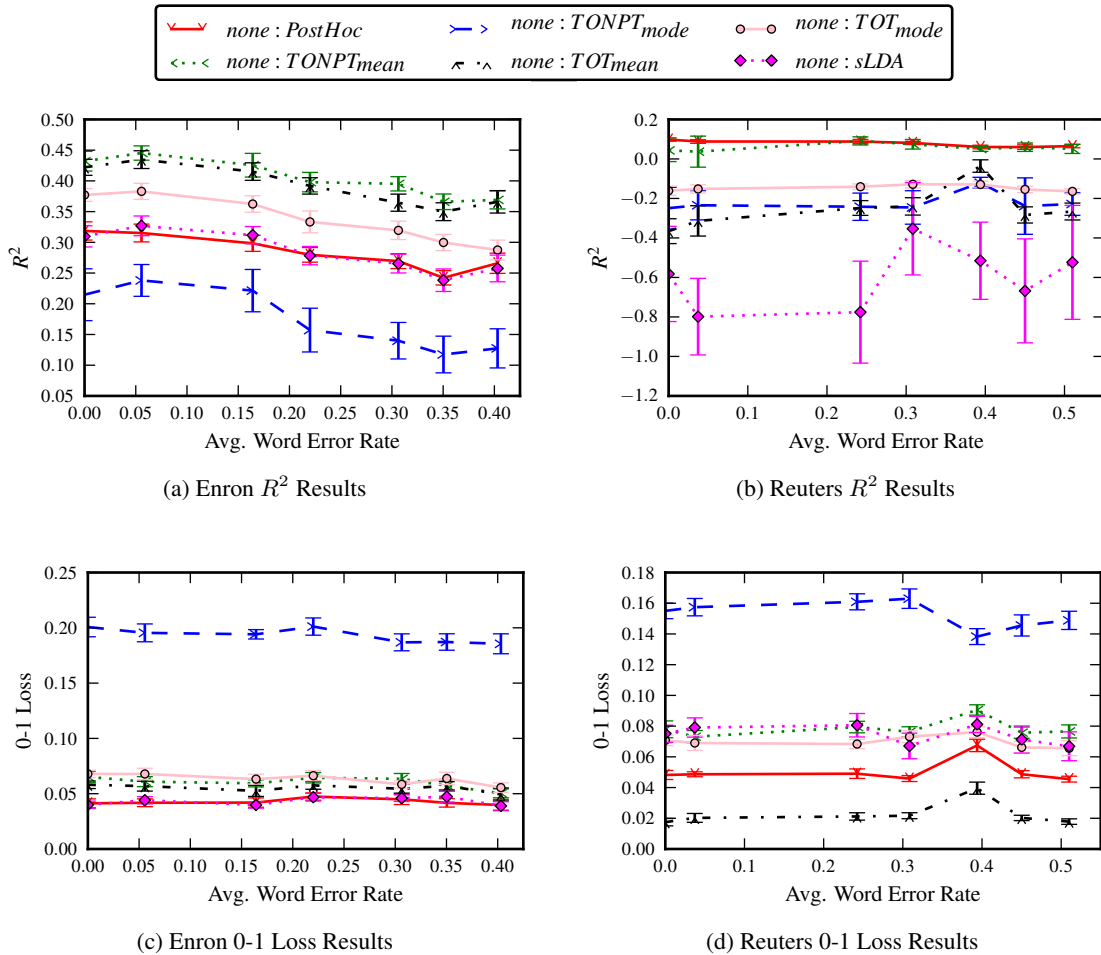 none : PostHoc none : TONPT_mode none : TOT_mode
none : TONPT_mean none : TOT_mean none : sLDA
0.50
0.45
0.40
0.35
0.30
0.25
0.20
0.15
0.10
0.05
R²
0.00 0.05 0.10 0.15 0.20 0.25 0.30 0.35 0.40
Avg. Word Error Rate
(a) Enron R² Results
0.2
0.0
−0.2
−0.4
−0.6
−0.8
−1.0
−1.2
R²
0.0 0.1 0.2 0.3 0.4 0.5
Avg. Word Error Rate
(b) Reuters R² Results
0.25
0.20
0.15
0.10
0.05
0.00
0-1 Loss
0.00 0.05 0.10 0.15 0.20 0.25 0.30 0.35 0.40
Avg. Word Error Rate
(c) Enron 0-1 Loss Results
0.18
0.16
0.14
0.12
0.10
0.08
0.06
0.04
0.02
0.00
0-1 Loss
0.0 0.1 0.2 0.3 0.4 0.5
Avg. Word Error Rate
(d) Reuters 0-1 Loss Results